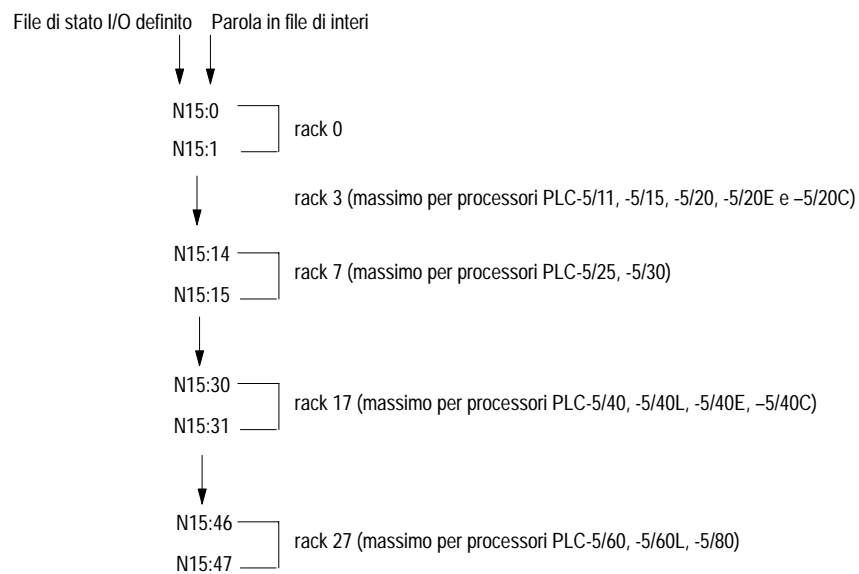 File di stato I/O definito Parola in file di interi
N15:0
rack 0
N15:1
rack 3 (massimo per processori PLC-5/11, -5/15, -5/20, -5/20E e –5/20C)
N15:14
rack 7 (massimo per processori PLC-5/25, -5/30)
N15:15
N15:30
rack 17 (massimo per processori PLC-5/40, -5/40L, -5/40E, –5/40C)
N15:31
N15:46
rack 27 (massimo per processori PLC-5/60, -5/60L, -5/80)
N15:47